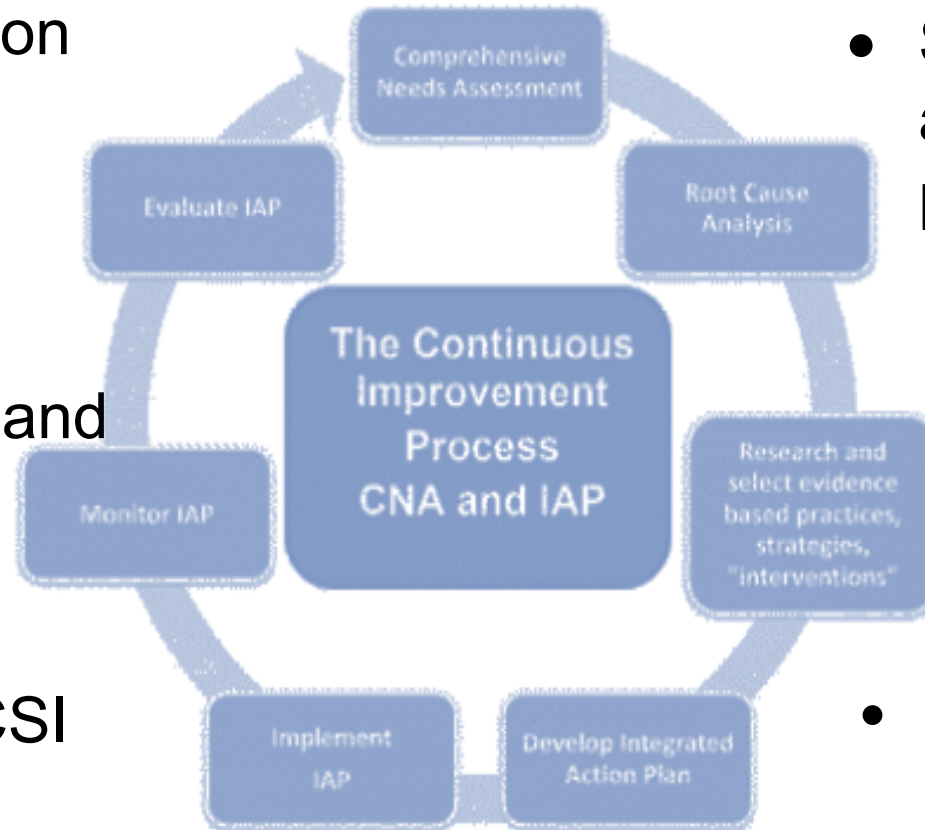 on
and
CSI
•
•
Comprehensive
Needs Assessment
Root Cause
Analysis
Research and
select evidence
based practices,
strategies,
"interventions"
Develop Integrated
Action Plan
Implement
IAP
Monitor IAP
Evaluate IAP
The Continuous
Improvement
Process
CNA and IAP